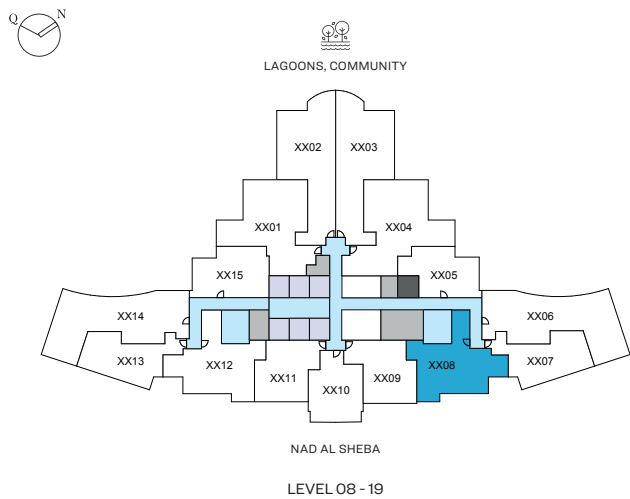 Q N
LAGOONS, COMMUNITY
XX02 XX03
XX01 XX04
XX15 XX05
XX14 XX06
XX13 XX12 XX11 XX10 XX09 XX08 XX07
NAD AL SHEBA
LEVEL 08 - 19